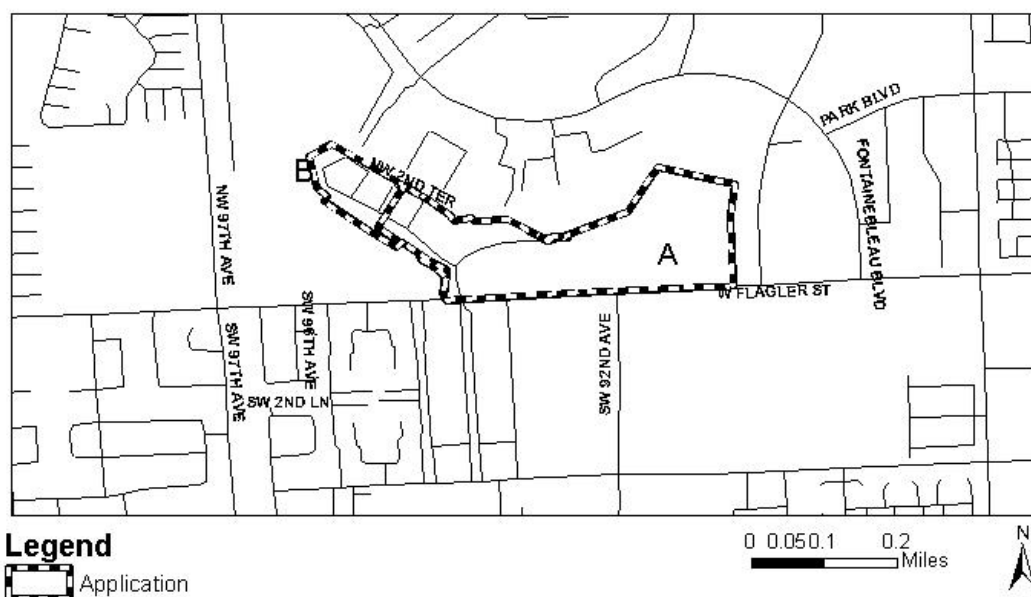 PARK BLVD
FONTAINEBLEAU BLVD
B
NW 2ND TER
NW 97TH AVE
A
W FLAGLER ST
SW 97TH AVE
SW 96TH AVE
SW 92ND AVE
SW 2ND LN
Legend
Application
0 0.05 0.1 0.2
Miles
N